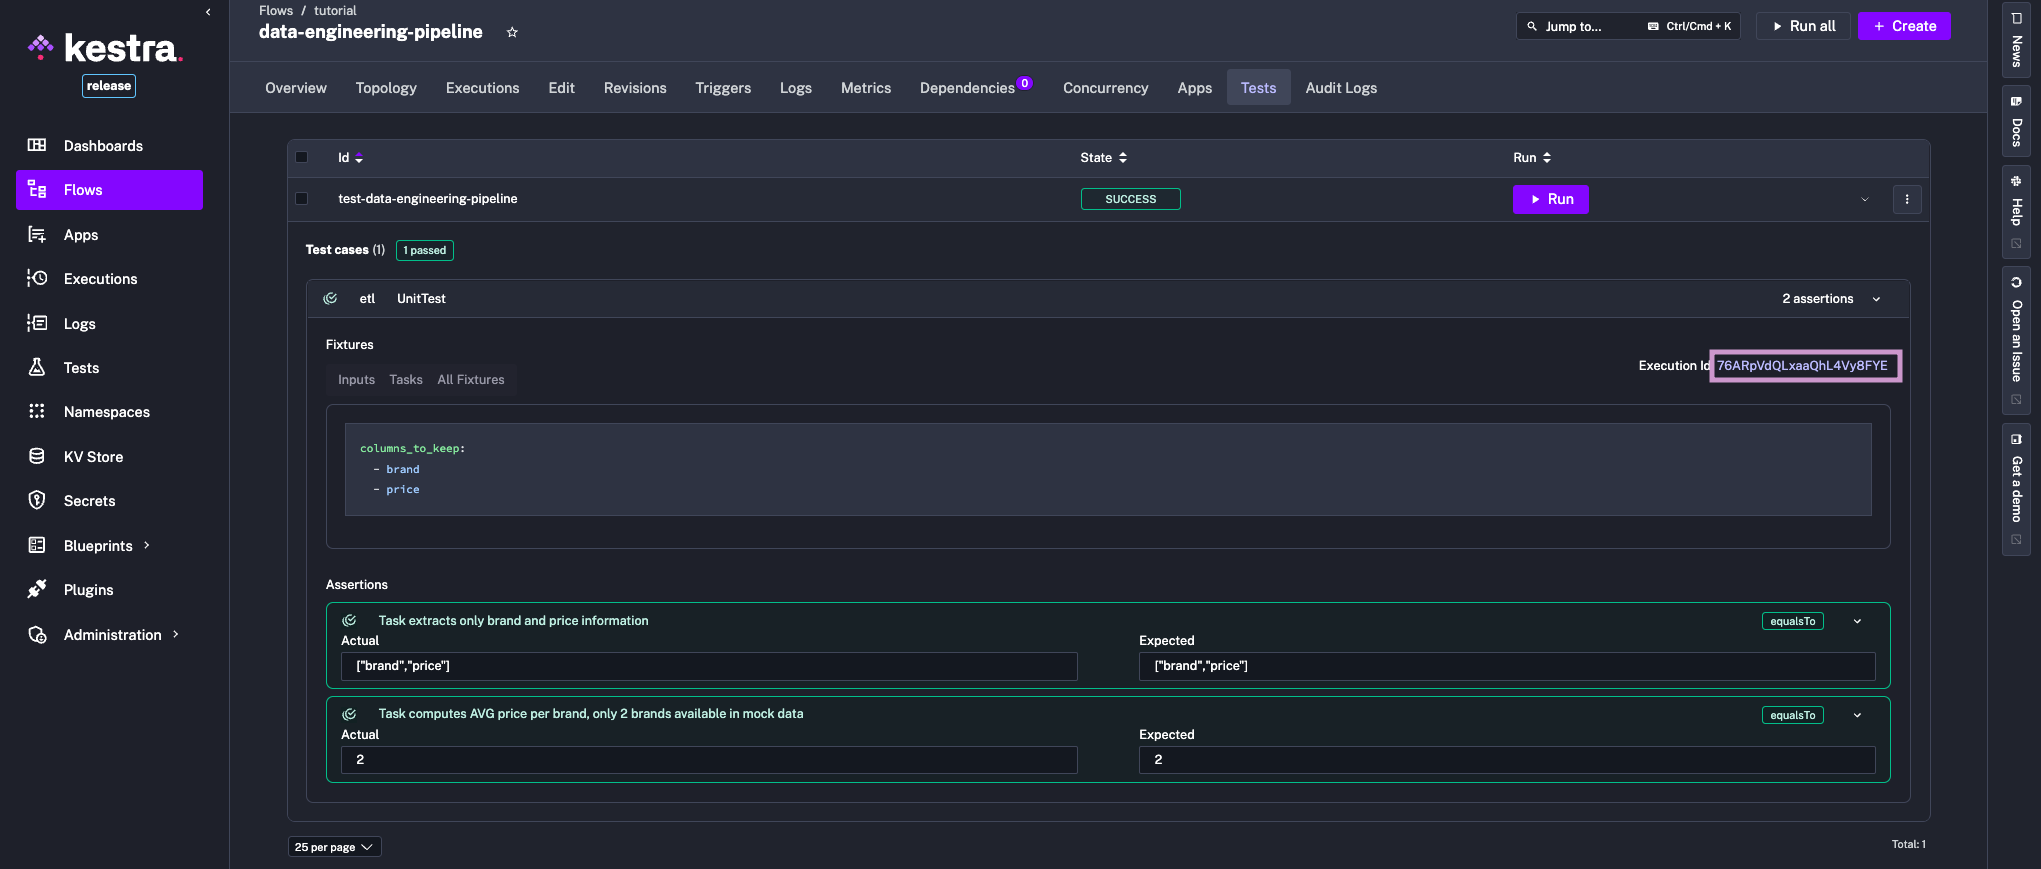 kestra.
release
Dashboards
Flows
Apps
Executions
Logs
Tests
Namespaces
KV Store
Secrets
Blueprints
Plugins
Administration
Flows / tutorial
data-engineering-pipeline
Jump to... Ctrl/Cmd + K
Run all
Create
Overview Topology Executions Edit Revisions Triggers Logs Metrics Dependencies 0 Concurrency Apps Tests Audit Logs
Id State Run
test-data-engineering-pipeline SUCCESS Run
Test cases (1) 1 passed
etl UnitTest 2 assertions
Fixtures
Execution Id 76ARpVdQLxaaQhL4Vy8FYE
Inputs Tasks All Fixtures
columns_to_keep:
- brand
- price
Assertions
Task extracts only brand and price information equalsTo
Actual Expected
["brand","price"] ["brand","price"]
Task computes AVG price per brand, only 2 brands available in mock data equalsTo
Actual Expected
2 2
25 per page Total: 1
News
Docs
Help
Open an Issue
Get a demo